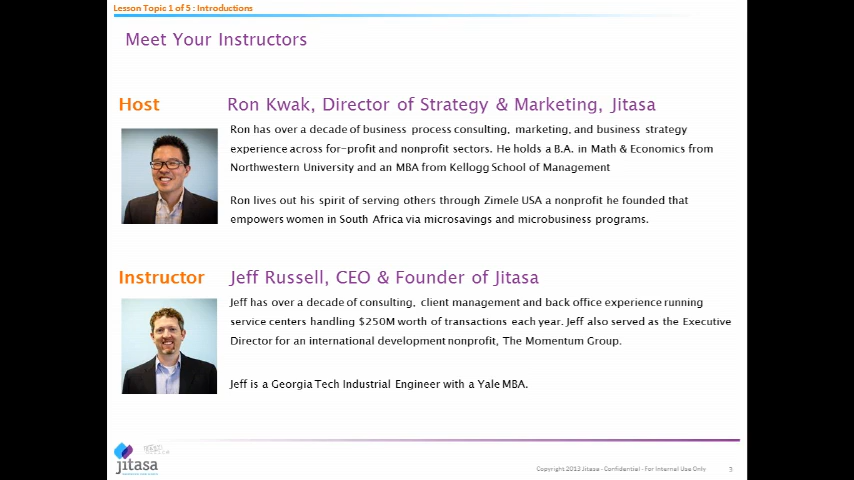 Lesson Topic 1 of 5 : Introductions
Meet Your Instructors
Host
Ron Kwak, Director of Strategy & Marketing, Jitasa
Ron has over a decade of business process consulting, marketing, and business strategy
experience across for-profit and nonprofit sectors. He holds a B.A. in Math & Economics from
Northwestern University and an MBA from Kellogg School of Management
Ron lives out his spirit of serving others through Zimele USA a nonprofit he founded that
empowers women in South Africa via microsavings and microbusiness programs.
Instructor
Jeff Russell, CEO & Founder of Jitasa
Jeff has over a decade of consulting, client management and back office experience running
service centers handling $250M worth of transactions each year. Jeff also served as the Executive
Director for an international development nonprofit, The Momentum Group.
Jeff is a Georgia Tech Industrial Engineer with a Yale MBA.
jitasa
Copyright 2013 Jitasa - Confidential - For Internal Use Only
3